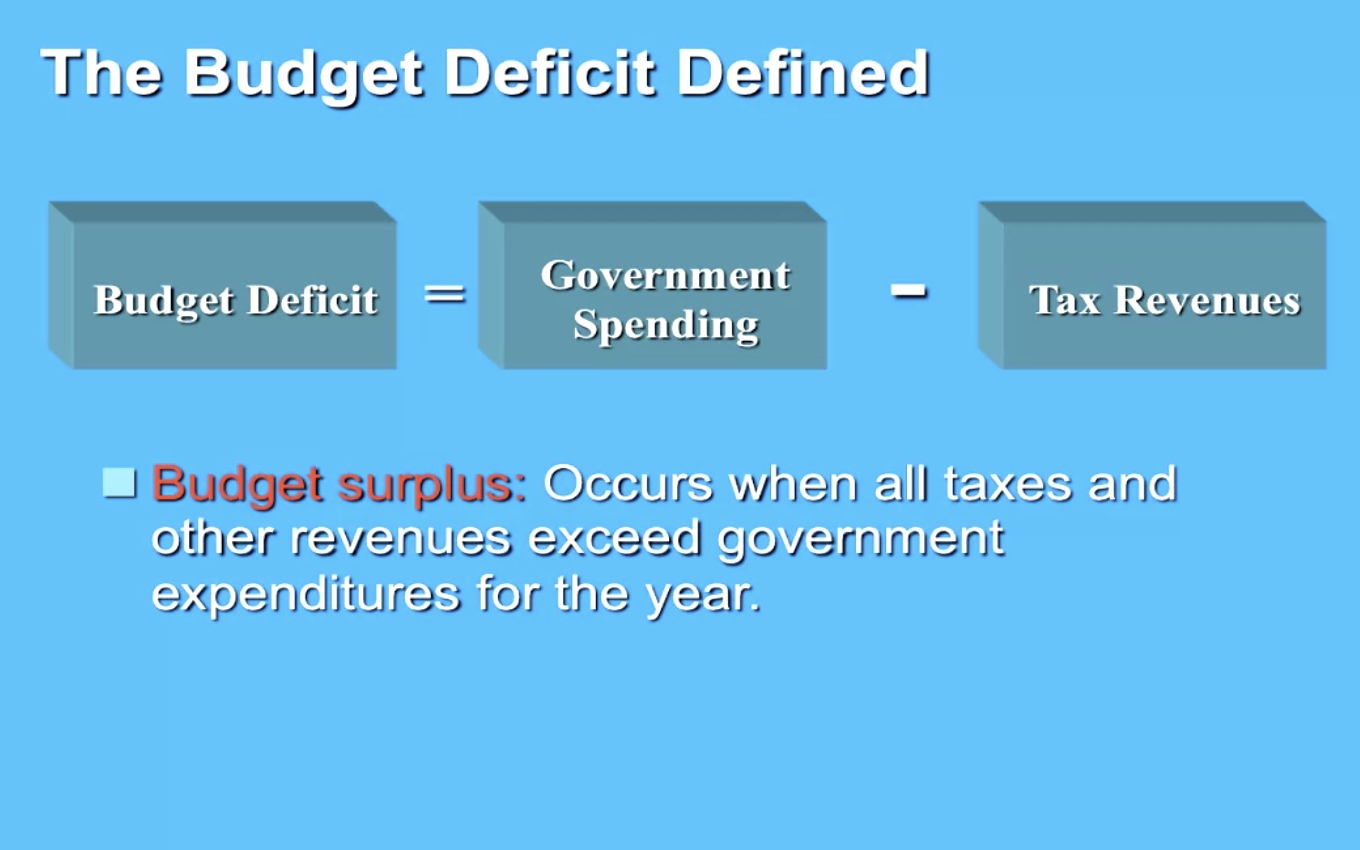 The Budget Deficit Defined
Budget Deficit = Government Spending - Tax Revenues
Budget surplus: Occurs when all taxes and
other revenues exceed government
expenditures for the year.